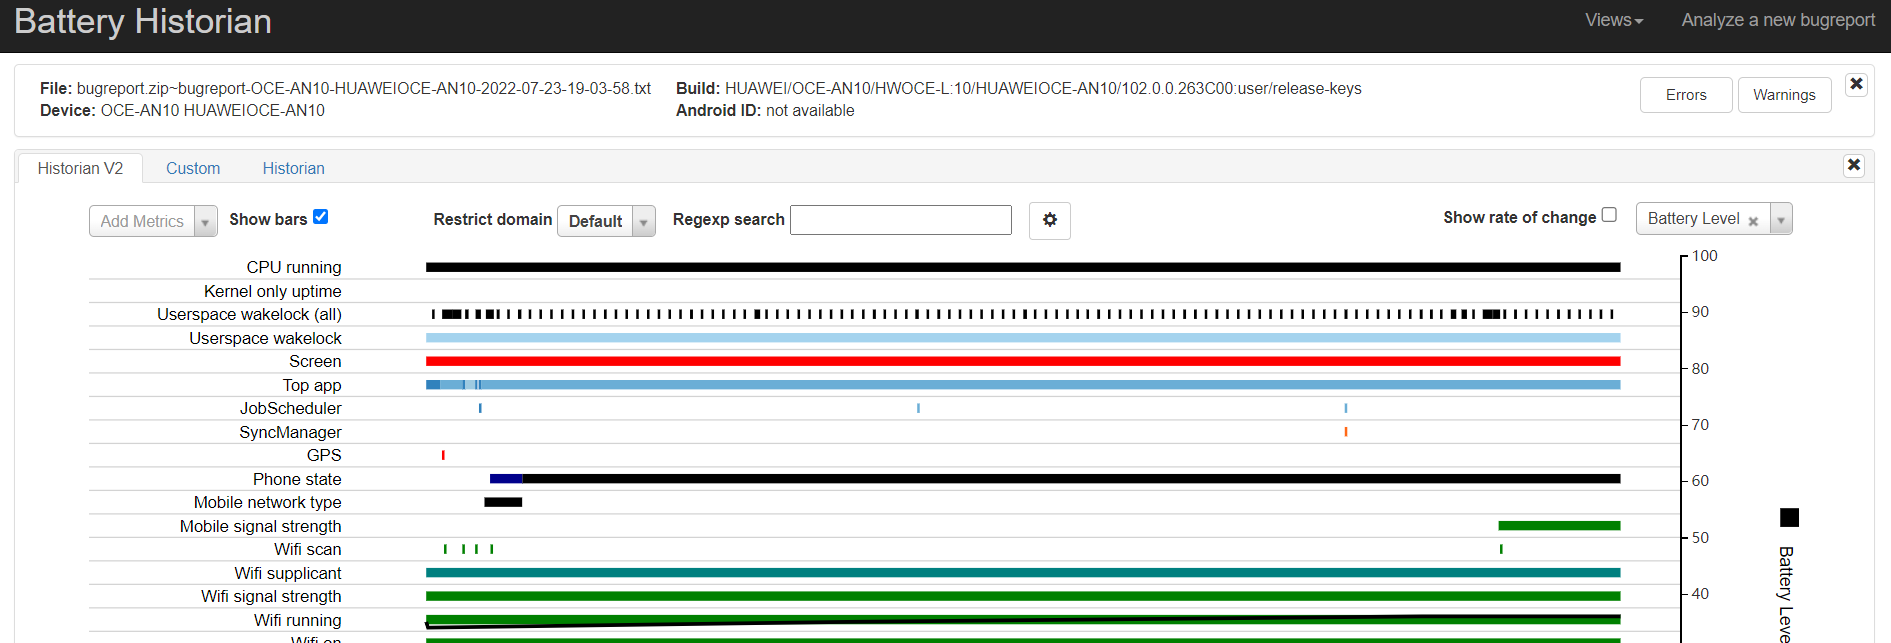 Battery Historian
Views
Analyze a new bugreport
File: bugreport.zip~bugreport-OCE-AN10-HUAWEIOCE-AN10-2022-07-23-19-03-58.txt
Device: OCE-AN10 HUAWEIOCE-AN10
Build: HUAWEI/OCE-AN10/HWOCE-L:10/HUAWEIOCE-AN10/102.0.0.263C00:user/release-keys
Android ID: not available
Errors
Warnings
Historian V2
Custom
Historian
Add Metrics
Show bars
Restrict domain
Default
Regexp search
Show rate of change
Battery Level
CPU running
Kernel only uptime
Userspace wakelock (all)
Userspace wakelock
Screen
Top app
JobScheduler
SyncManager
GPS
Phone state
Mobile network type
Mobile signal strength
Wifi scan
Wifi supplicant
Wifi signal strength
Wifi running
Wifi on
100
90
80
70
60
50
40
Battery Leve